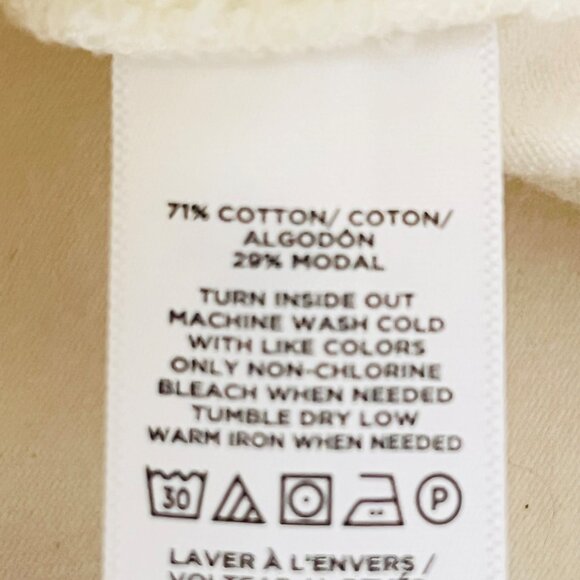 71% COTTON/ COTON/
ALGODÓN
29% MODAL
TURN INSIDE OUT
MACHINE WASH COLD
WITH LIKE COLORS
ONLY NON-CHLORINE
BLEACH WHEN NEEDED
TUMBLE DRY LOW
WARM IRON WHEN NEEDED
30 P
LAVER À L'ENVERS /